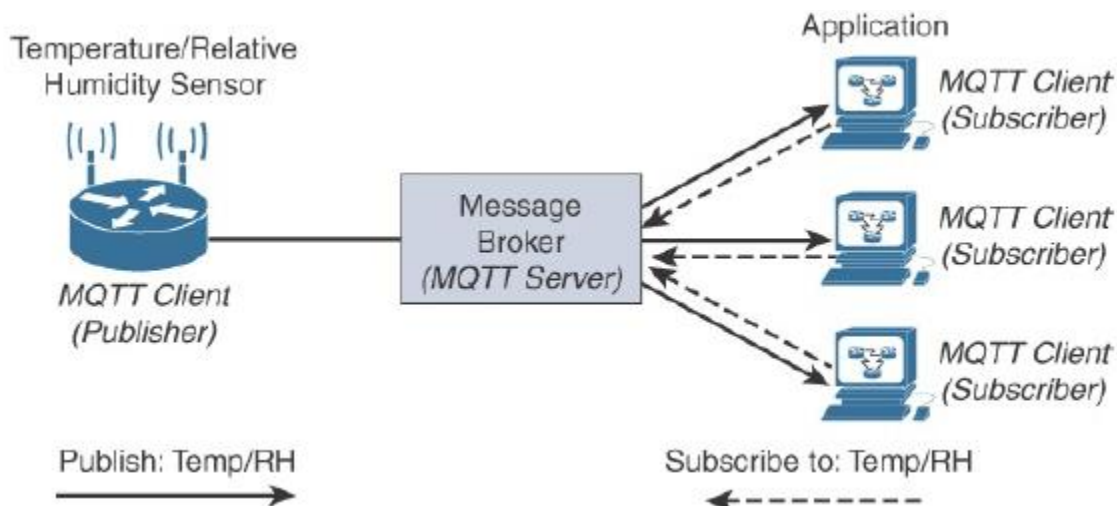 Temperature/Relative
Humidity Sensor
MQTT Client
(Publisher)
Message
Broker
(MQTT Server)
Application
MQTT Client
(Subscriber)
MQTT Client
(Subscriber)
MQTT Client
(Subscriber)
Publish: Temp/RH
Subscribe to: Temp/RH